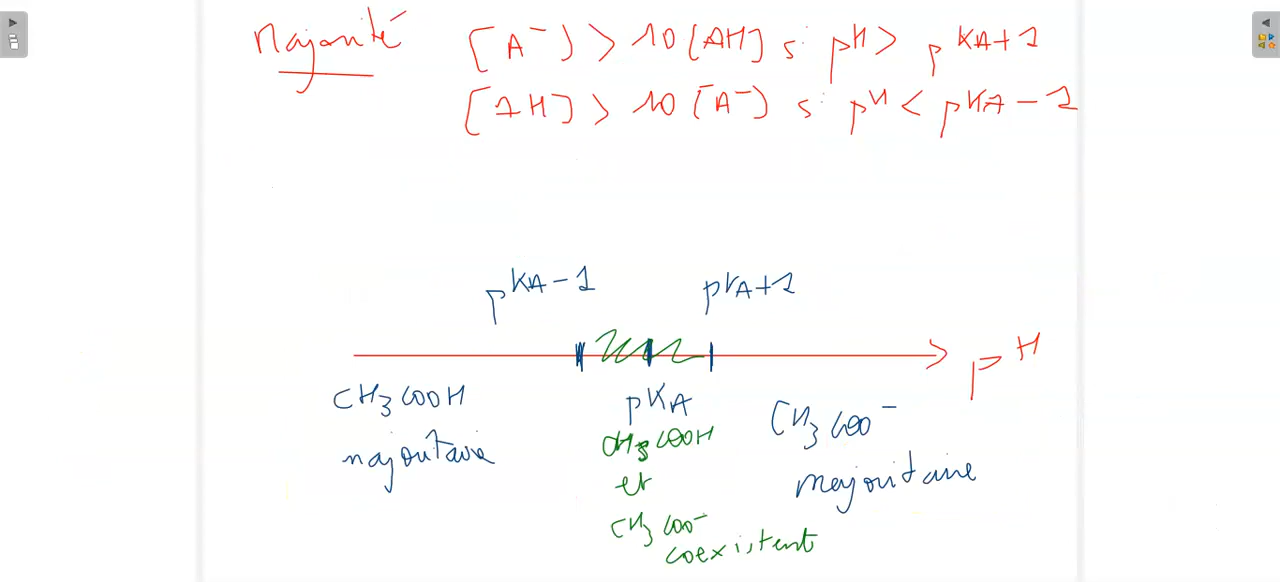 Majorité [A⁻] > 10 [AH] si pH > pKA+1
[AH] > 10 [A⁻] si pH < pKA-1
pKA-1 pKA+1
pH
CH3COOH pKA CH3COO⁻
majoritaire CH3COOH majoritaire
et
CH3COO⁻
coexistent